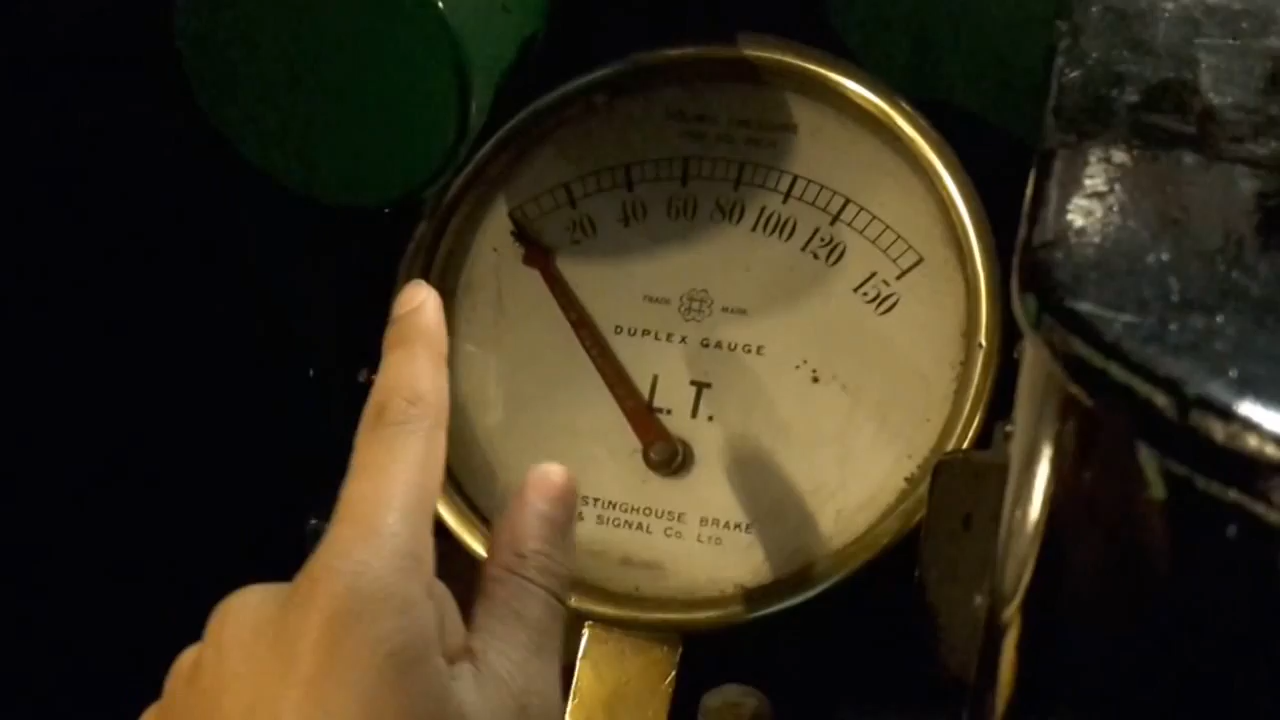 20 40 60 80 100 120 150
TRADE MARK
DUPLEX GAUGE
L.T.
STINGHOUSE BRAKE
& SIGNAL Co. LTD.